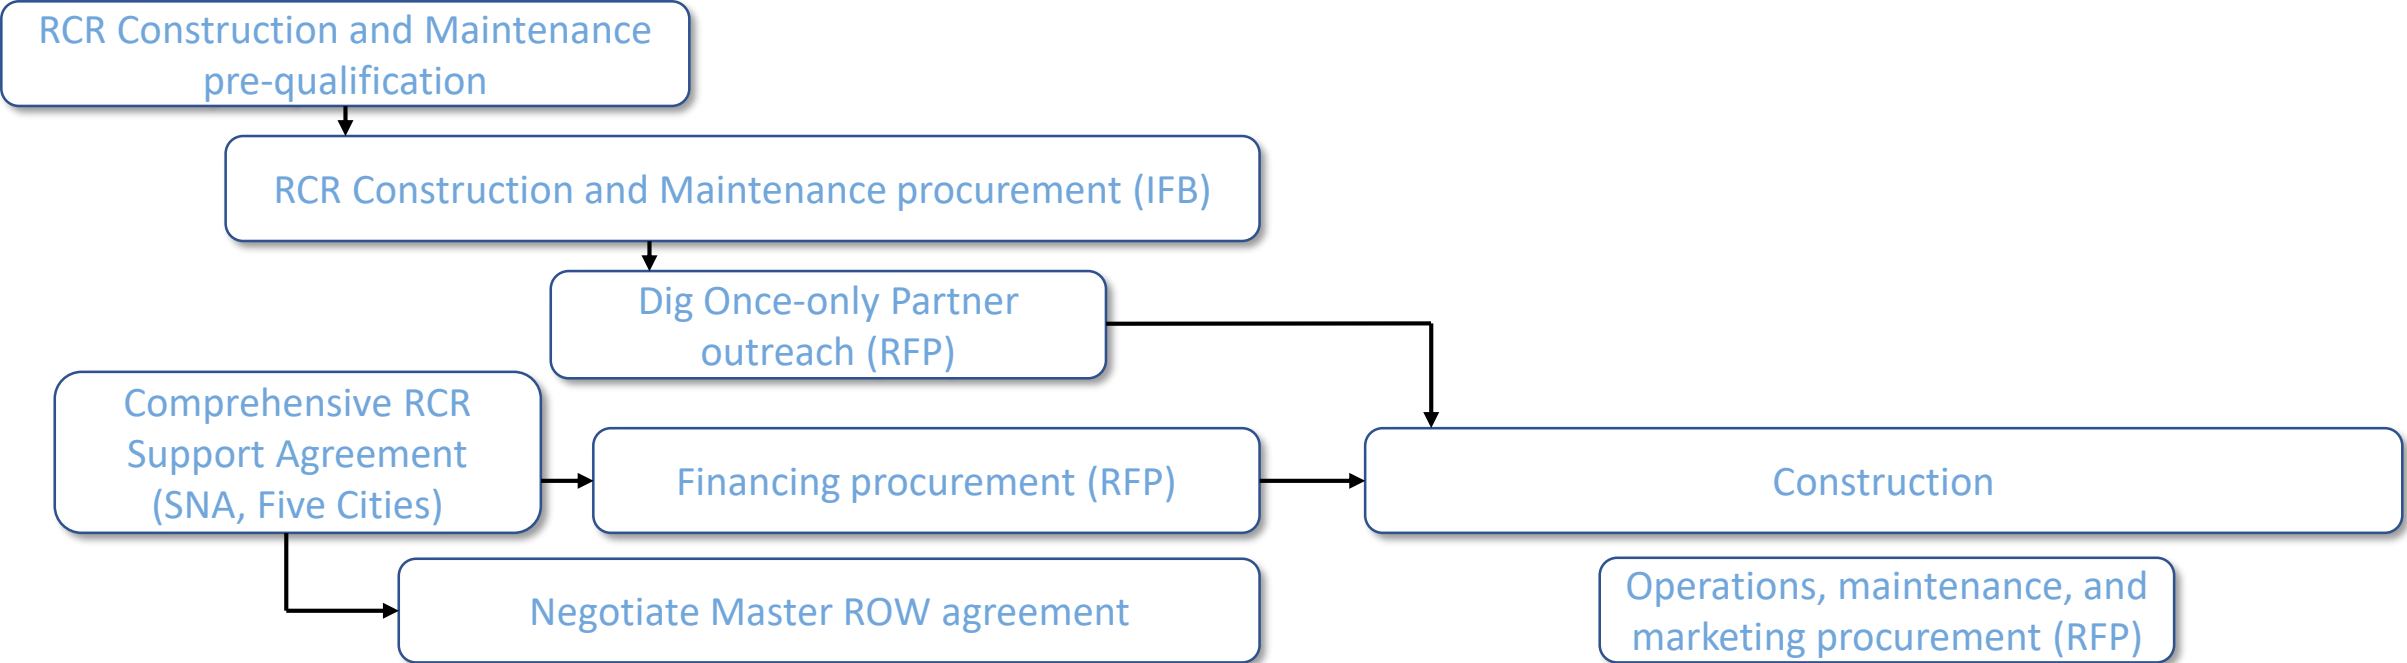 RCR Construction and Maintenance
pre-qualification
RCR Construction and Maintenance procurement (IFB)
Dig Once-only Partner
outreach (RFP)
Comprehensive RCR
Support Agreement
(SNA, Five Cities)
Financing procurement (RFP)
Construction
Negotiate Master ROW agreement
Operations, maintenance, and
marketing procurement (RFP)